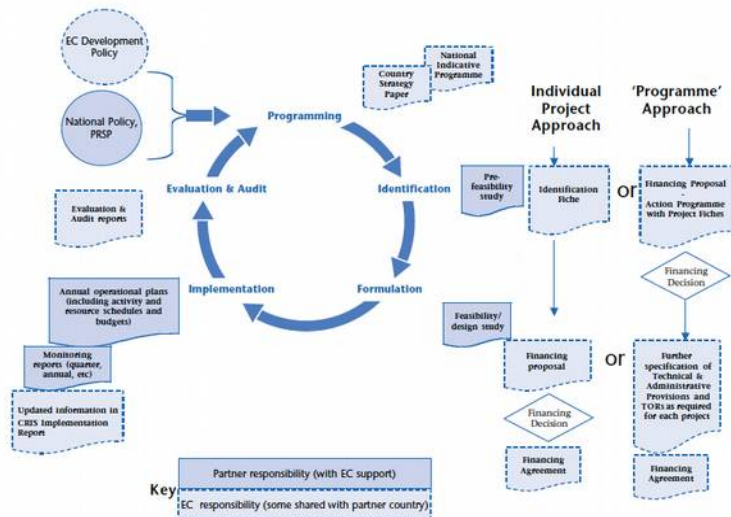 EC Development
Policy
National Policy,
PRSP
Programming
Country
Strategy
Paper
National
Indicative
Programme
Individual
Project
Approach
'Programme'
Approach
Evaluation & Audit
Identification
Pre-
feasibility
study
Identification
Fiche
or
Financing Proposal
-
Action Programme
with Project Fiches
Evaluation &
Audit reports
Financing
Decision
Implementation
Formulation
Annual operational plans
(including activity and
resource schedules and
budgets)
Monitoring
reports (quarter,
annual, etc)
Updated information in
CRIS Implementation
Report
Feasibility/
design study
Financing
proposal
or
Further
specification of
Technical &
Administrative
Provisions and
TORs as required
for each project
Financing
Decision
Financing
Agreement
Financing
Agreement
Key
Partner responsibility (with EC support)
EC responsibility (some shared with partner country)